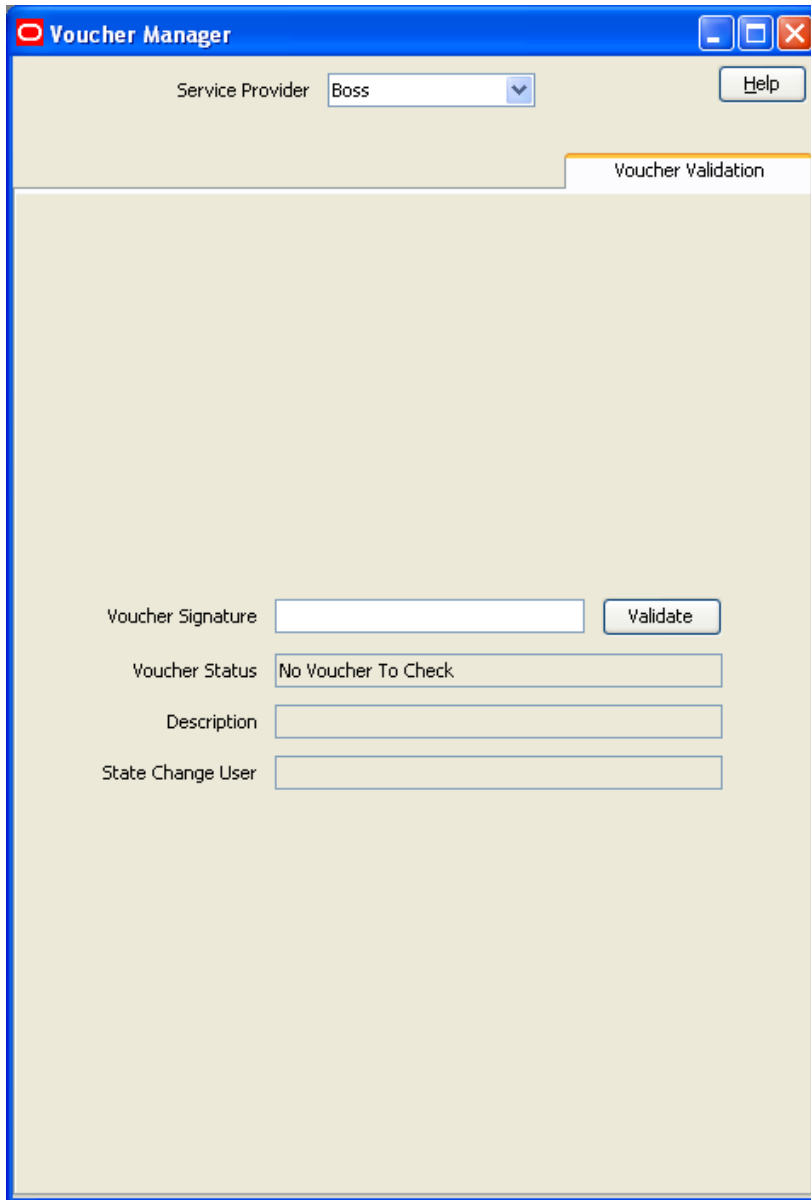 Voucher Manager
Service Provider Boss Help
Voucher Validation
Voucher Signature Validate
Voucher Status No Voucher To Check
Description
State Change User